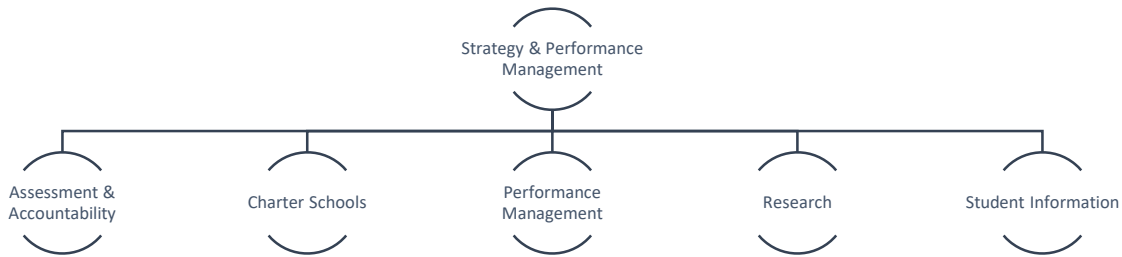 Strategy & Performance
Management
Assessment &
Accountability
Charter Schools
Performance
Management
Research
Student Information